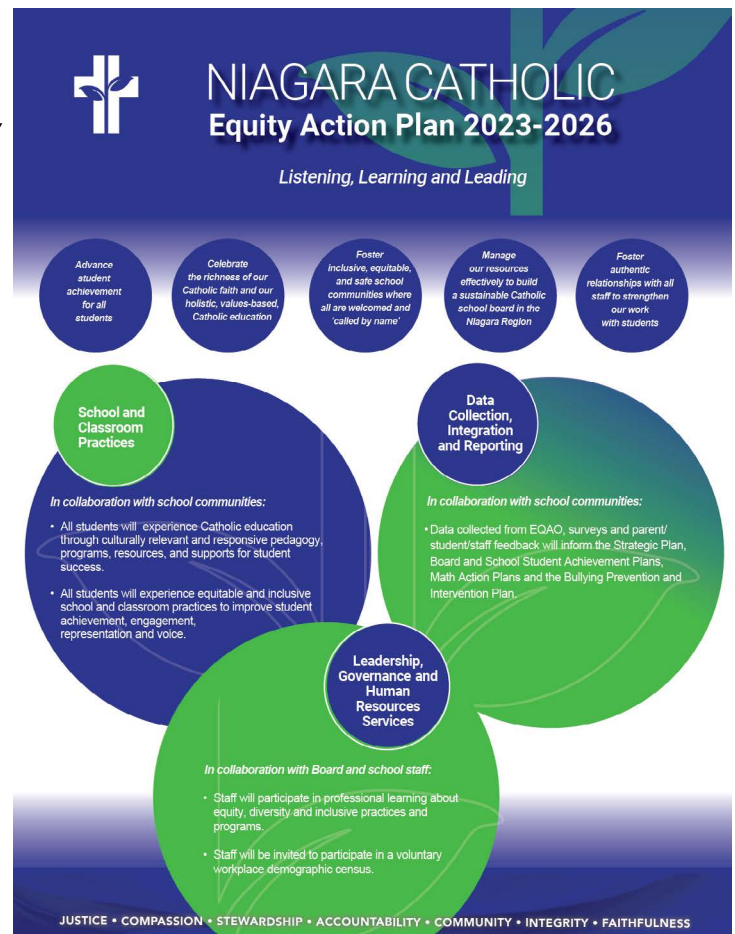 NIAGARA CATHOLIC
Equity Action Plan 2023-2026
Listening, Learning and Leading
Advance
student
achievement
for all
students
Celebrate
the richness of our
Catholic faith and our
holistic, values-based,
Catholic education
Foster
inclusive, equitable,
and safe school
communities where
all are welcomed and
'called by name'
Manage
our resources
effectively to build
a sustainable Catholic
school board in the
Niagara Region
Foster
authentic
relationships with all
staff to strengthen
our work
with students
School and
Classroom
Practices
In collaboration with school communities:
• All students will experience Catholic education
through culturally relevant and responsive pedagogy,
programs, resources, and supports for student
success.
• All students will experience equitable and inclusive
school and classroom practices to improve student
achievement, engagement,
representation and voice.
Data
Collection,
Integration
and Reporting
In collaboration with school communities:
• Data collected from EQAO, surveys and parent/
student/staff feedback will inform the Strategic Plan,
Board and School Student Achievement Plans,
Math Action Plans and the Bullying Prevention and
Intervention Plan.
Leadership,
Governance and
Human
Resources
Services
In collaboration with Board and school staff:
• Staff will participate in professional learning about
equity, diversity and inclusive practices and
programs.
• Staff will be invited to participate in a voluntary
workplace demographic census.
JUSTICE • COMPASSION • STEWARDSHIP • ACCOUNTABILITY • COMMUNITY • INTEGRITY • FAITHFULNESS